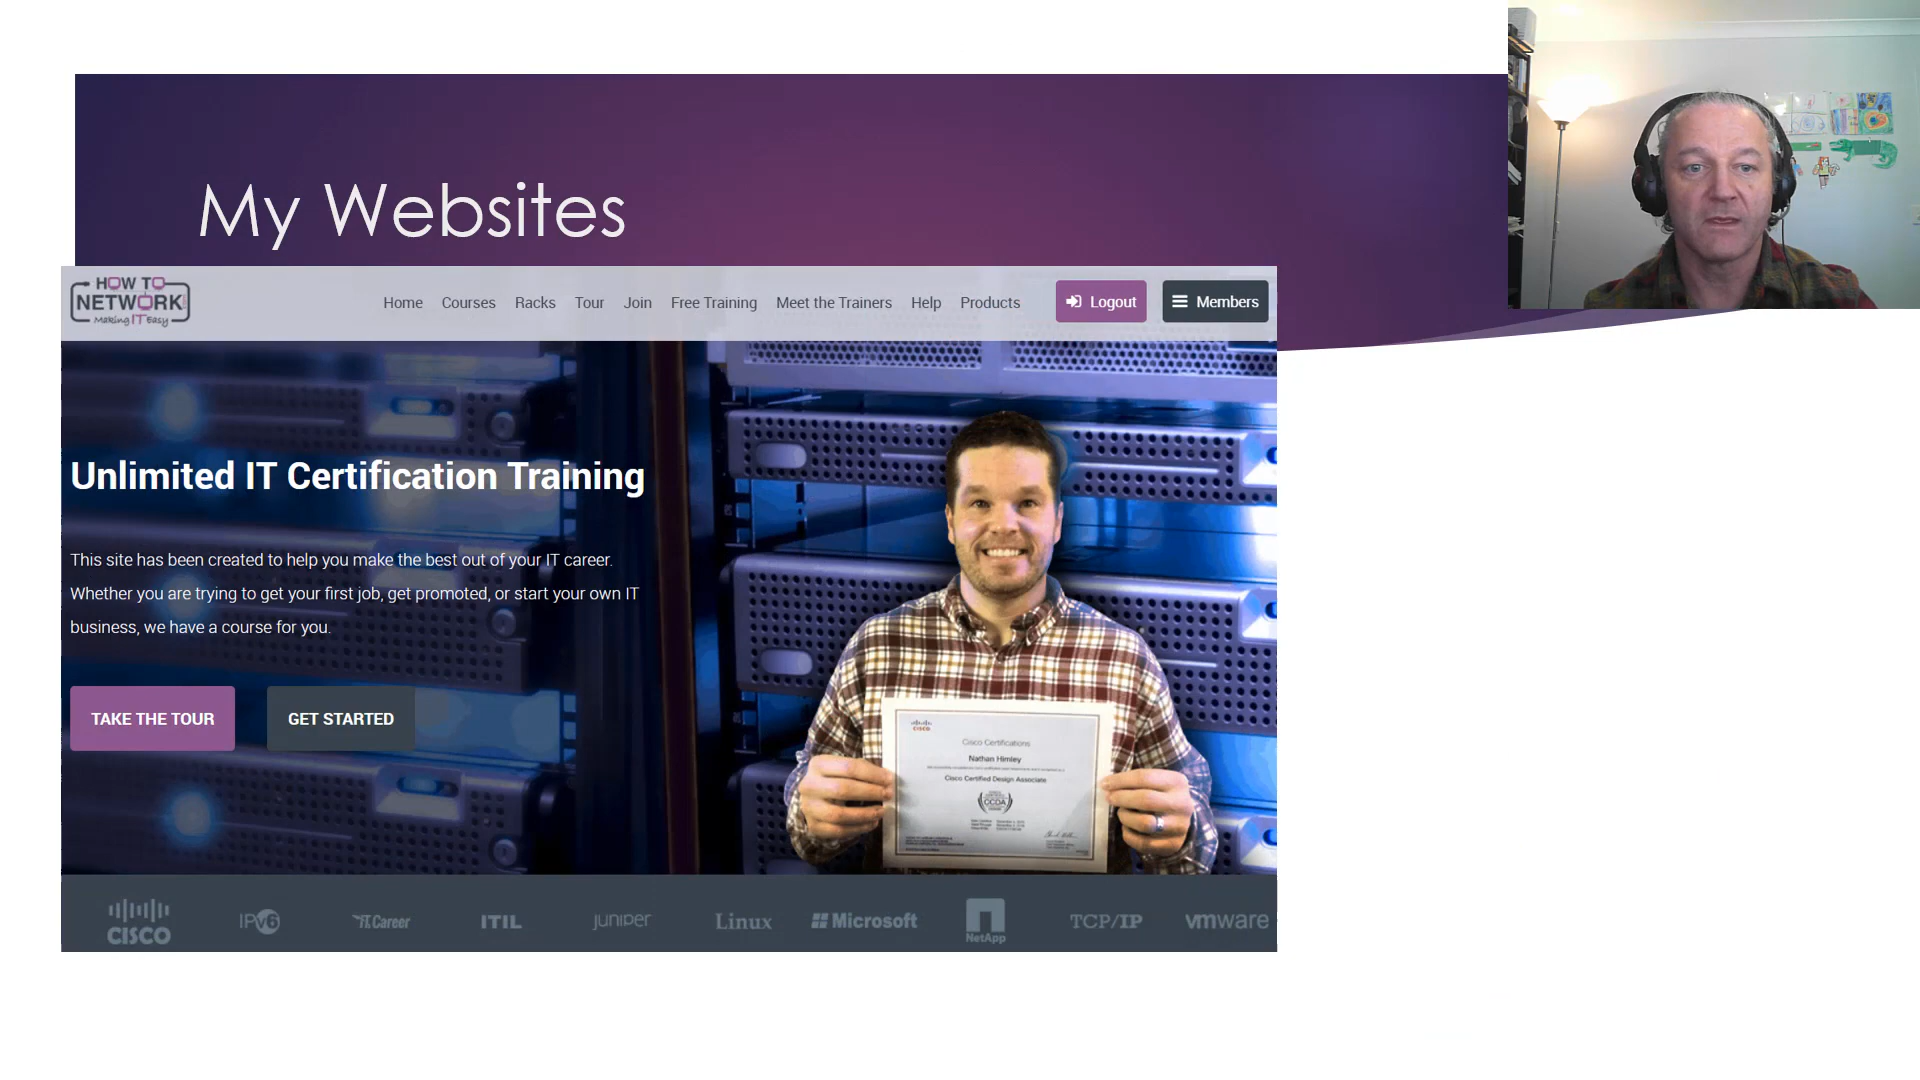 My Websites
HOW TO
NETWORK
Making IT Easy
Home Courses Racks Tour Join Free Training Meet the Trainers Help Products Logout Members
Unlimited IT Certification Training
This site has been created to help you make the best out of your IT career.
Whether you are trying to get your first job, get promoted, or start your own IT
business, we have a course for you.
TAKE THE TOUR GET STARTED
CISCO
Cisco Certifications
Nathan Himley
Cisco Certified Design Associate
CCDA
CISCO IPv6 IT Career ITIL JUNIPER Linux Microsoft NetApp TCP/IP vmware